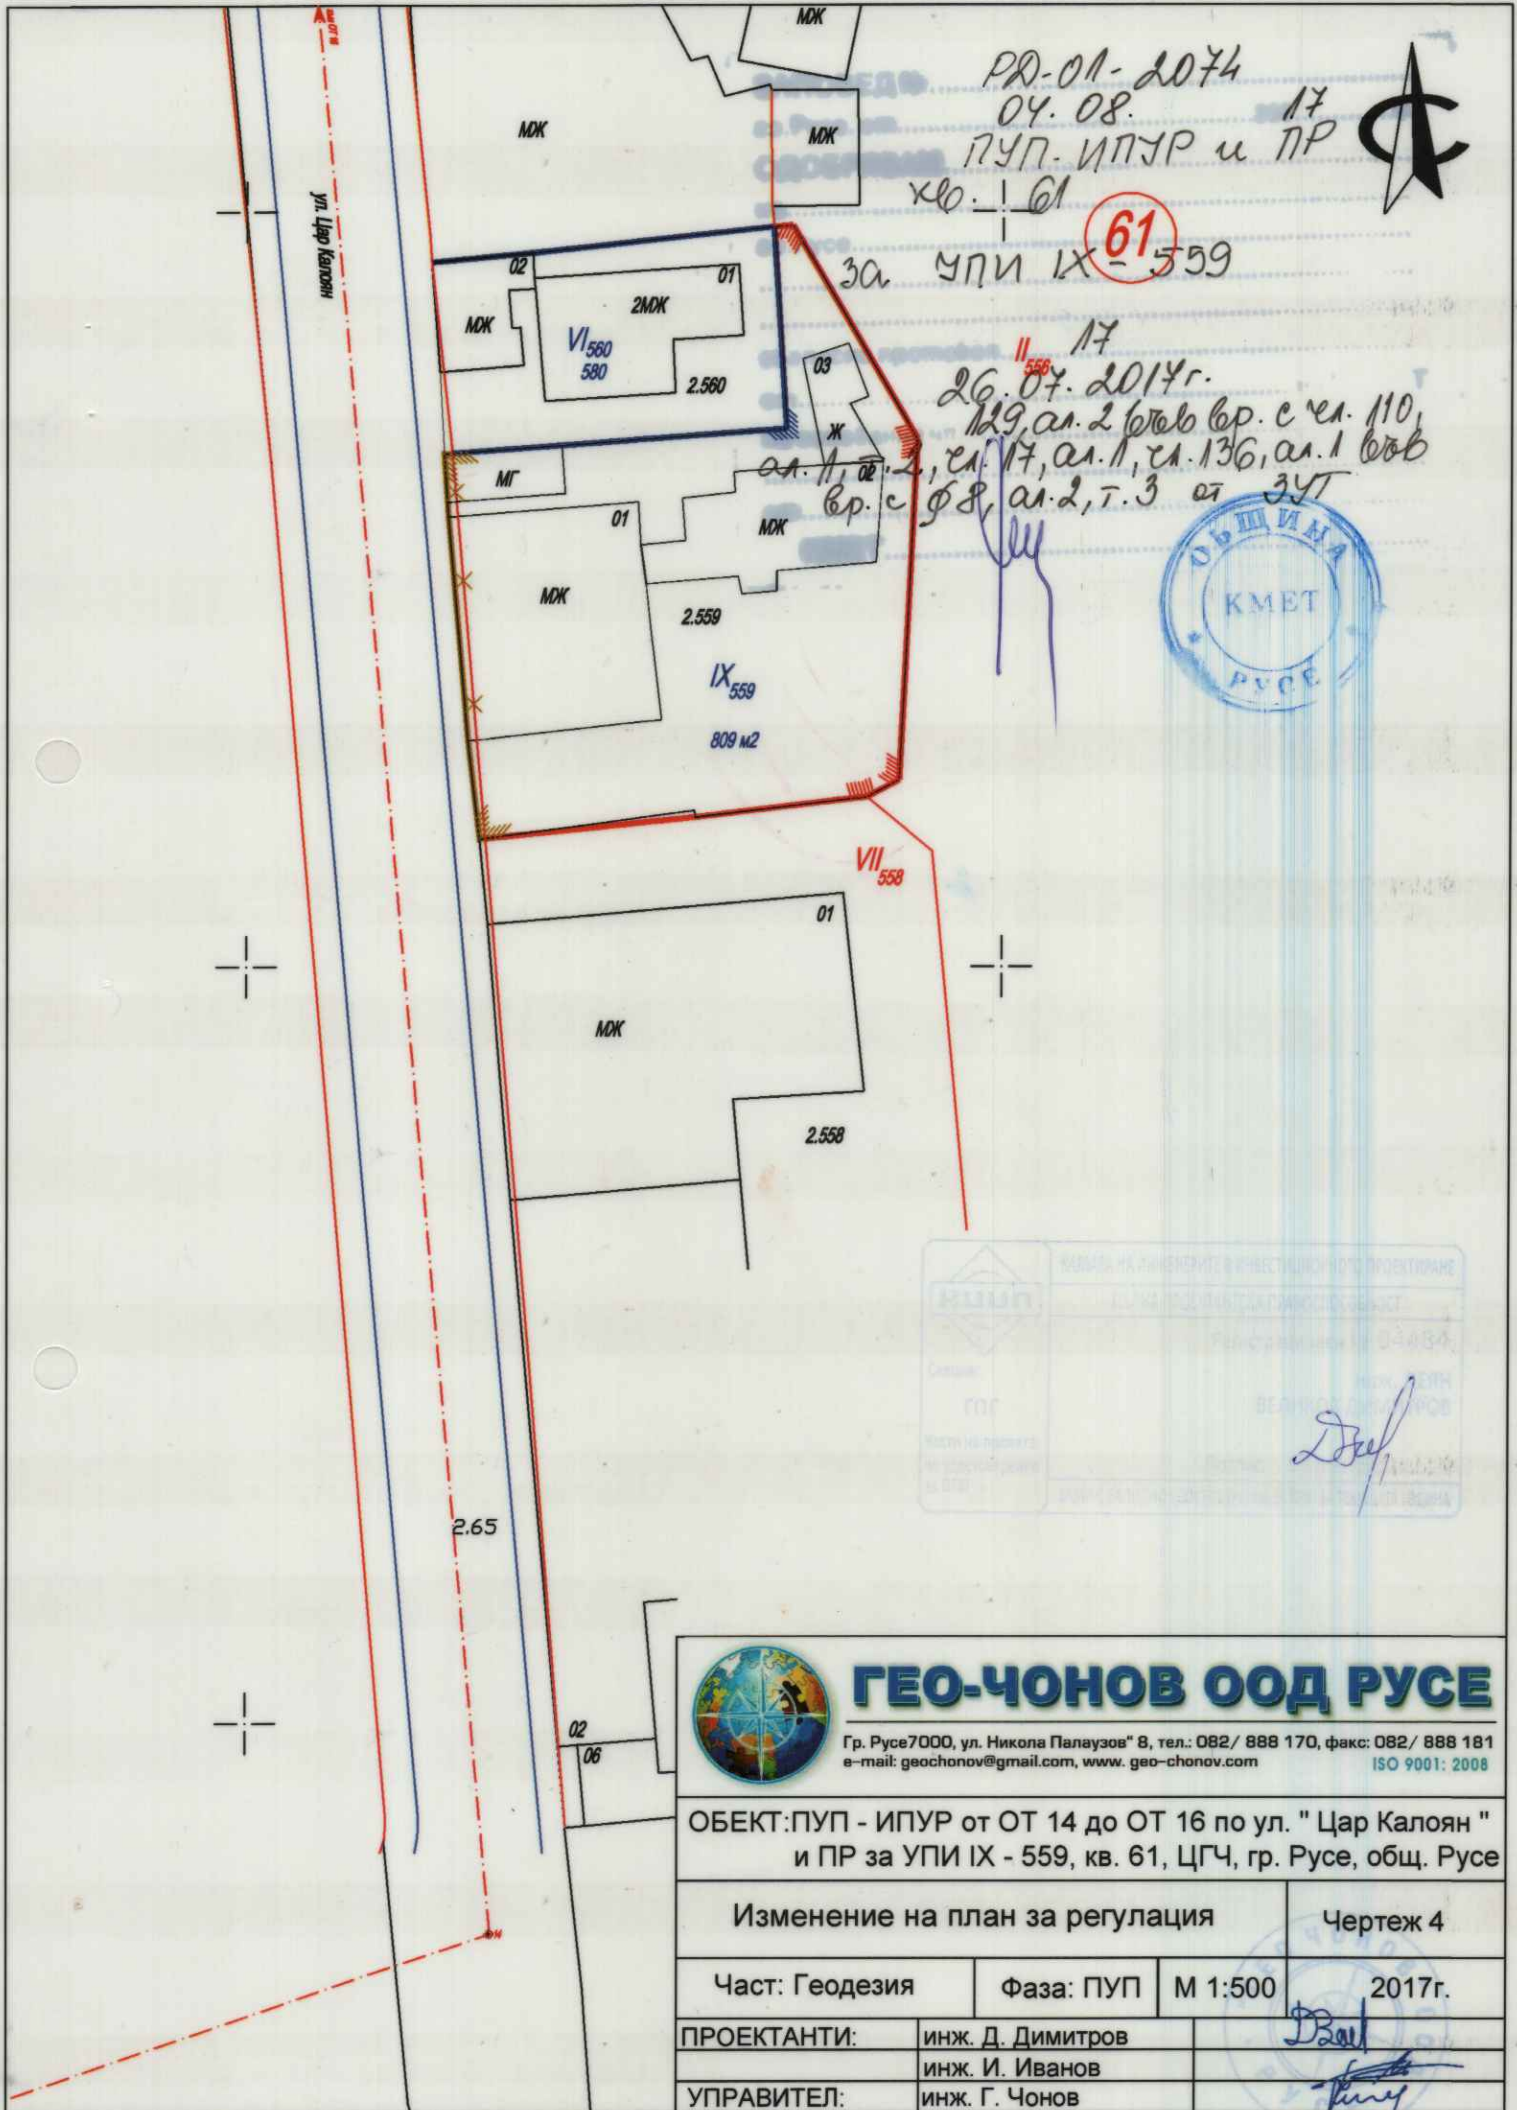 МЖ
РД-01-2074
04.08. 17
ПУП-ИПУР и ПР
кв. 61
61
за УПИ IX-559
МЖ
МЖ
ул. Цар Калоян
02
01
2МЖ
МЖ
VI 560
580
2.560
03
Ж
II 556
17
26.07.2017г.
129, ал.2 във вр. с чл. 110,
ал. 1, т. 2, чл. 17, ал. 1, чл. 136, ал. 1 във
вр. с § 8, ал. 2, т. 3 от ЗУТ
МГ
01
02
МЖ
МЖ
2.559
IX 559
809 м2
ОБЩИНА
КМЕТ
РУСЕ
VII 558
01
МЖ
2.558
2.65
02
06
ГЕО-ЧОНОВ ООД РУСЕ
Гр. Русе7000, ул. Никола Палаузов" 8, тел.: 082/ 888 170, факс: 082/ 888 181
e-mail: geochonov@gmail.com, www. geo-chonov.com
ISO 9001: 2008
ОБЕКТ:ПУП - ИПУР от ОТ 14 до ОТ 16 по ул. " Цар Калоян "
и ПР за УПИ IX - 559, кв. 61, ЦГЧ, гр. Русе, общ. Русе
Изменение на план за регулация
Чертеж 4
Част: Геодезия
Фаза: ПУП
М 1:500
2017г.
ПРОЕКТАНТИ:
инж. Д. Димитров
инж. И. Иванов
УПРАВИТЕЛ:
инж. Г. Чонов